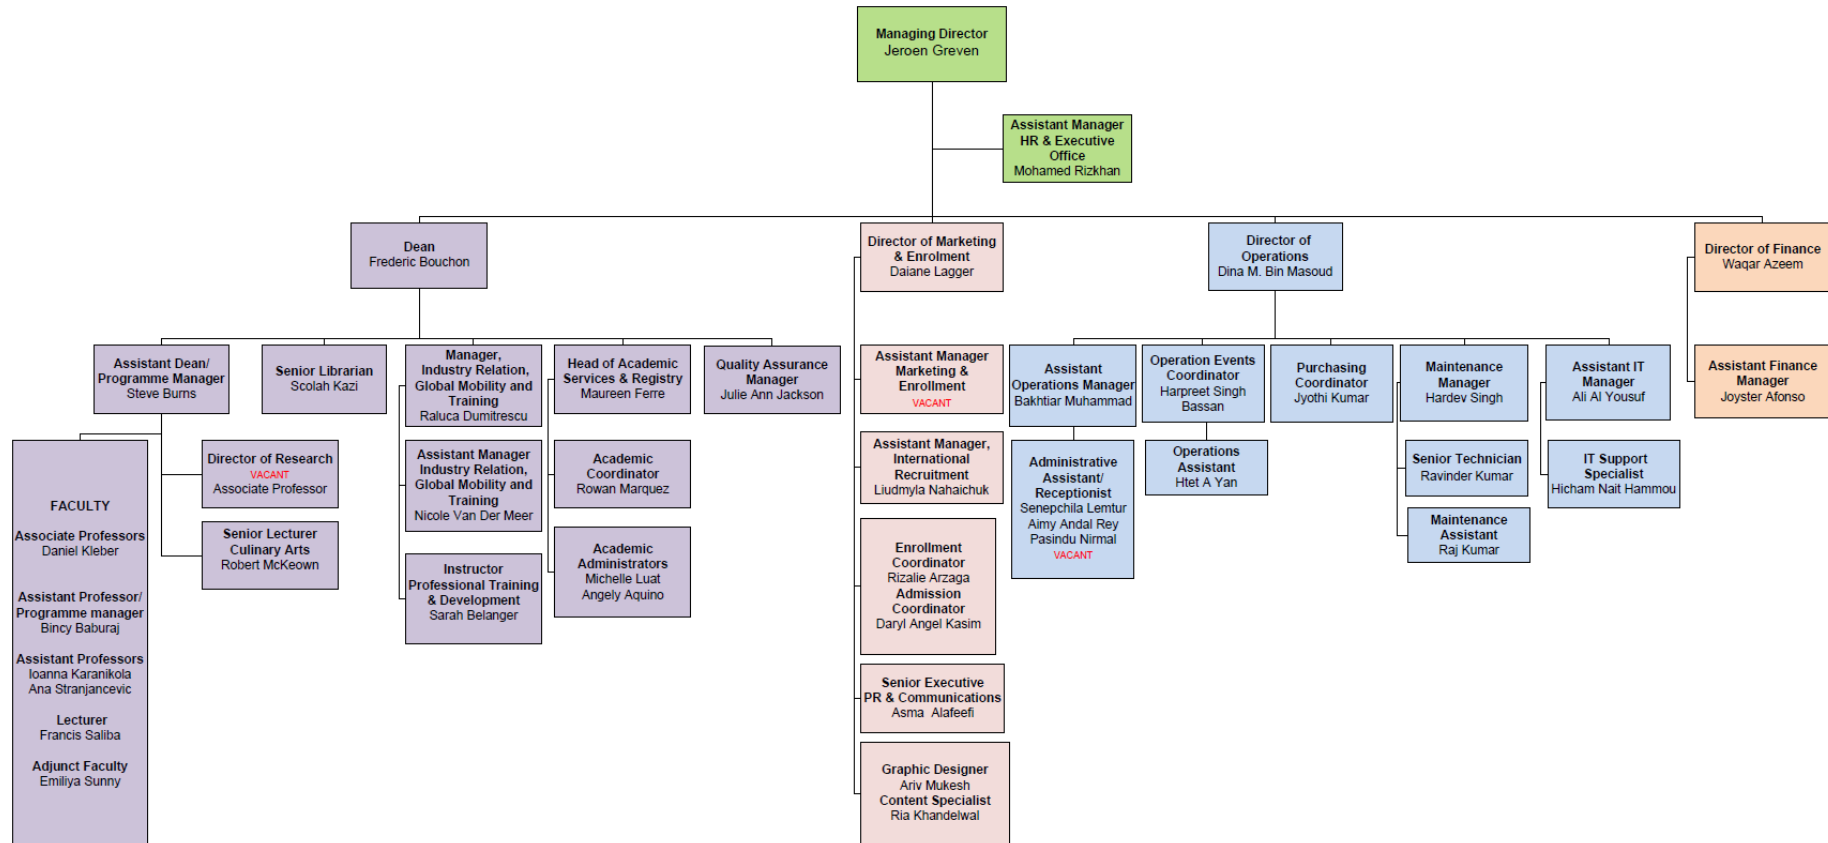 Managing Director
Jeroen Greven
Assistant Manager
HR & Executive
Office
Mohamed Rizkhan
Dean
Frederic Bouchon
Director of Marketing
& Enrolment
Daiane Lagger
Director of
Operations
Dina M. Bin Masoud
Director of Finance
Waqar Azeem
Assistant Dean/
Programme Manager
Steve Burns
Senior Librarian
Scolah Kazi
Manager,
Industry Relation,
Global Mobility and
Training
Raluca Dumitrescu
Head of Academic
Services & Registry
Maureen Ferre
Quality Assurance
Manager
Julie Ann Jackson
Assistant Manager
Marketing &
Enrollment
VACANT
Assistant
Operations Manager
Bakhtiar Muhammad
Operation Events
Coordinator
Harpreet Singh
Bassan
Purchasing
Coordinator
Jyothi Kumar
Maintenance
Manager
Hardev Singh
Assistant IT
Manager
Ali Al Yousuf
Assistant Finance
Manager
Joyster Afonso
FACULTY
Associate Professors
Daniel Kleber
Assistant Professor/
Programme manager
Bincy Baburaj
Assistant Professors
Ioanna Karanikola
Ana Stranjancevic
Lecturer
Francis Saliba
Adjunct Faculty
Emiliya Sunny
Director of Research
VACANT
Associate Professor
Senior Lecturer
Culinary Arts
Robert McKeown
Assistant Manager
Industry Relation,
Global Mobility and
Training
Nicole Van Der Meer
Instructor
Professional Training
& Development
Sarah Belanger
Academic
Coordinator
Rowan Marquez
Academic
Administrators
Michelle Luat
Angely Aquino
Assistant Manager,
International
Recruitment
Liudmyla Nahaichuk
Enrollment
Coordinator
Rizalie Arzaga
Admission
Coordinator
Daryl Angel Kasim
Senior Executive
PR & Communications
Asma Alafeefi
Graphic Designer
Ariv Mukesh
Content Specialist
Ria Khandelwal
Administrative
Assistant/
Receptionist
Senepchila Lemtur
Aimy Andal Rey
Pasindu Nirmal
VACANT
Operations
Assistant
Htet A Yan
Senior Technician
Ravinder Kumar
Maintenance
Assistant
Raj Kumar
IT Support
Specialist
Hicham Nait Hammou